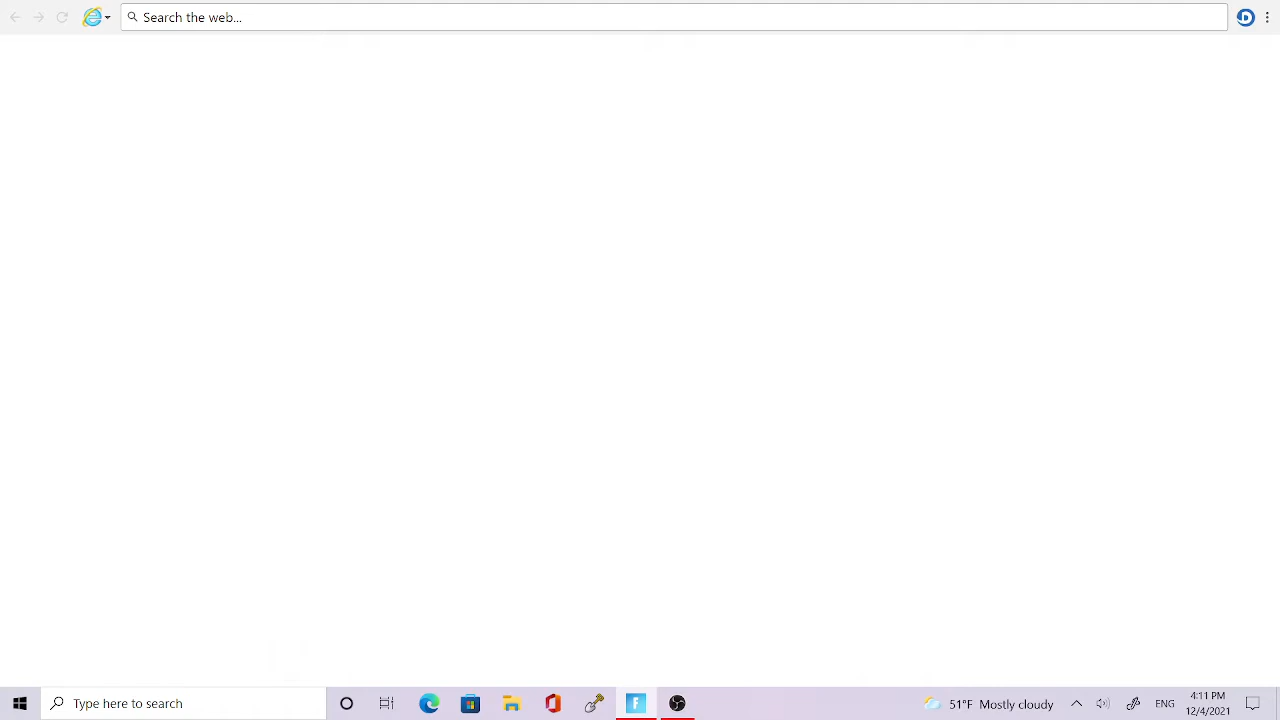 Search the web...
D
Type here to search
F
51°F Mostly cloudy
ENG
4:11 PM
12/4/2021